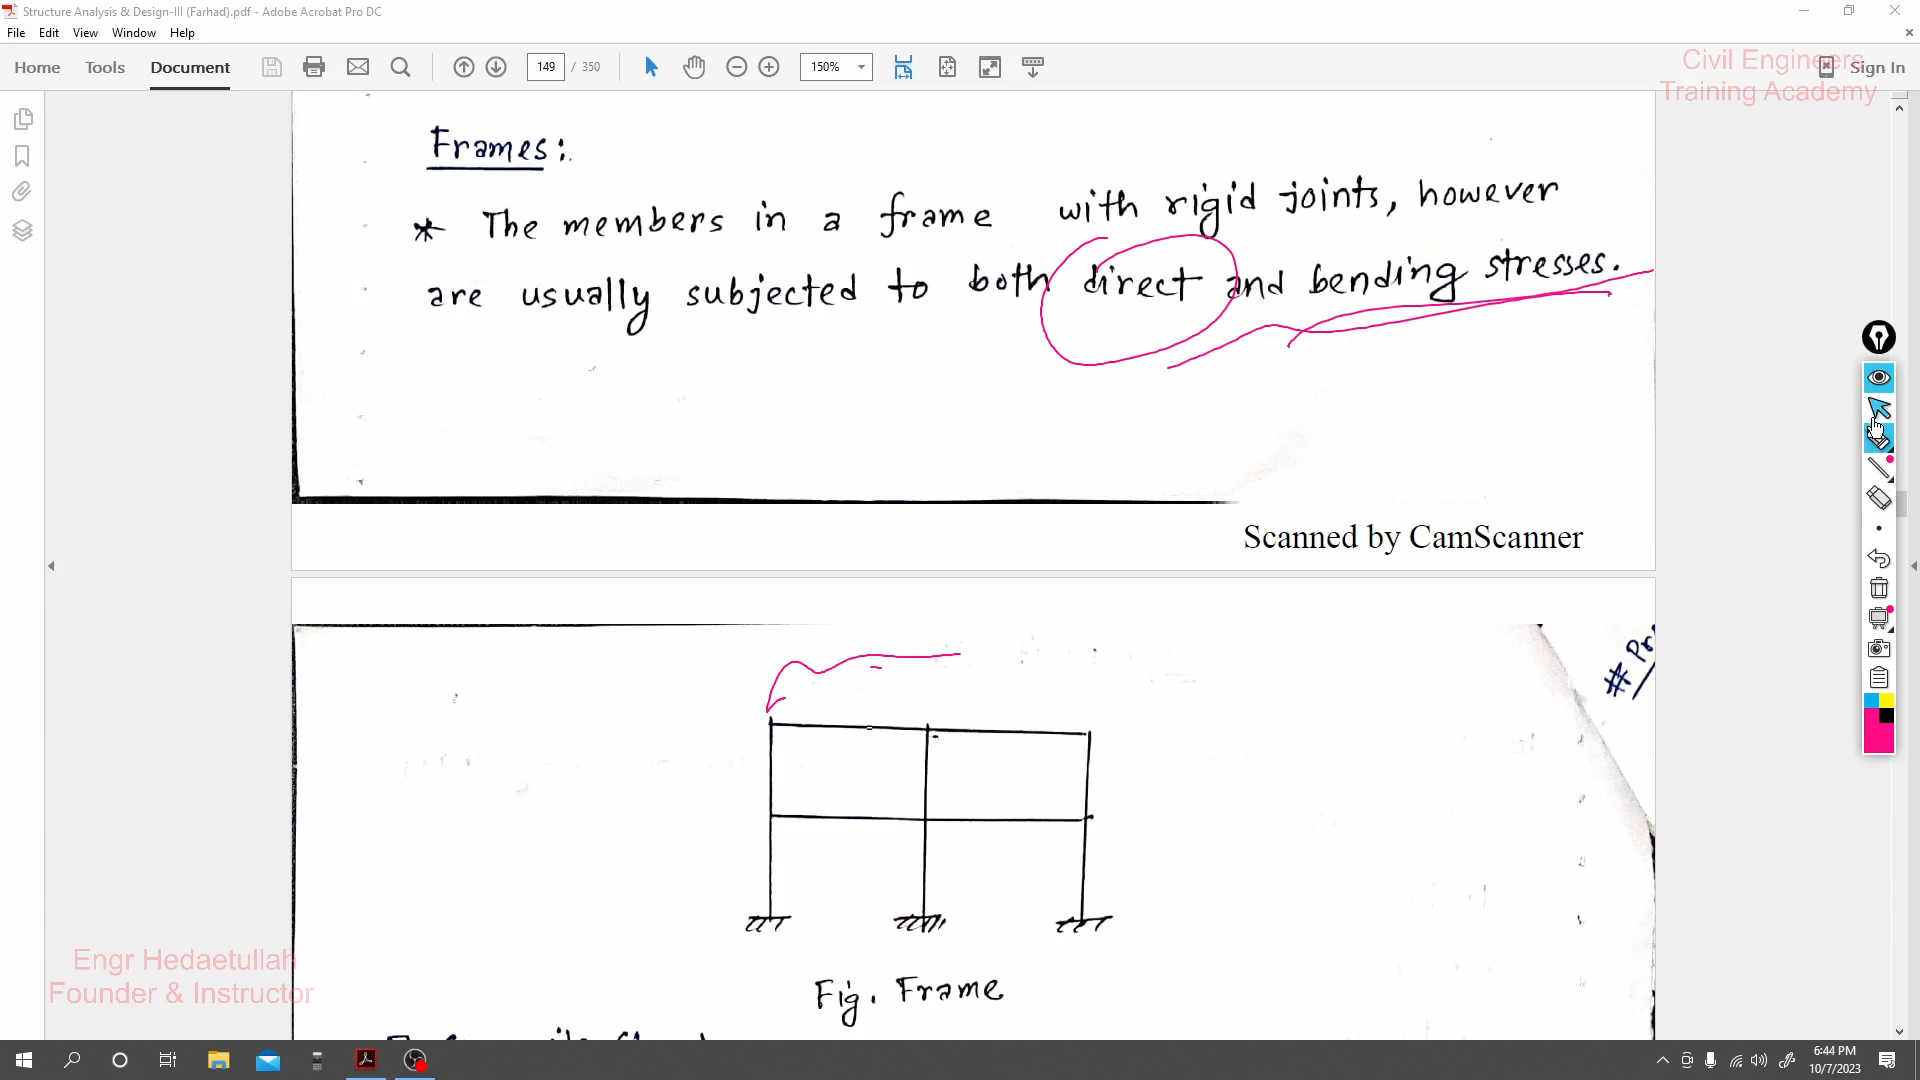 Structure Analysis & Design-III (Farhad).pdf - Adobe Acrobat Pro DC
File Edit View Window Help
Home Tools Document 149 / 350 150% Sign In
Civil Engineers
Training Academy
Frames:
* The members in a frame with rigid joints, however
are usually subjected to both direct and bending stresses.
Scanned by CamScanner
Fig. Frame
Engr Hedaetullah
Founder & Instructor
6:44 PM
10/7/2023